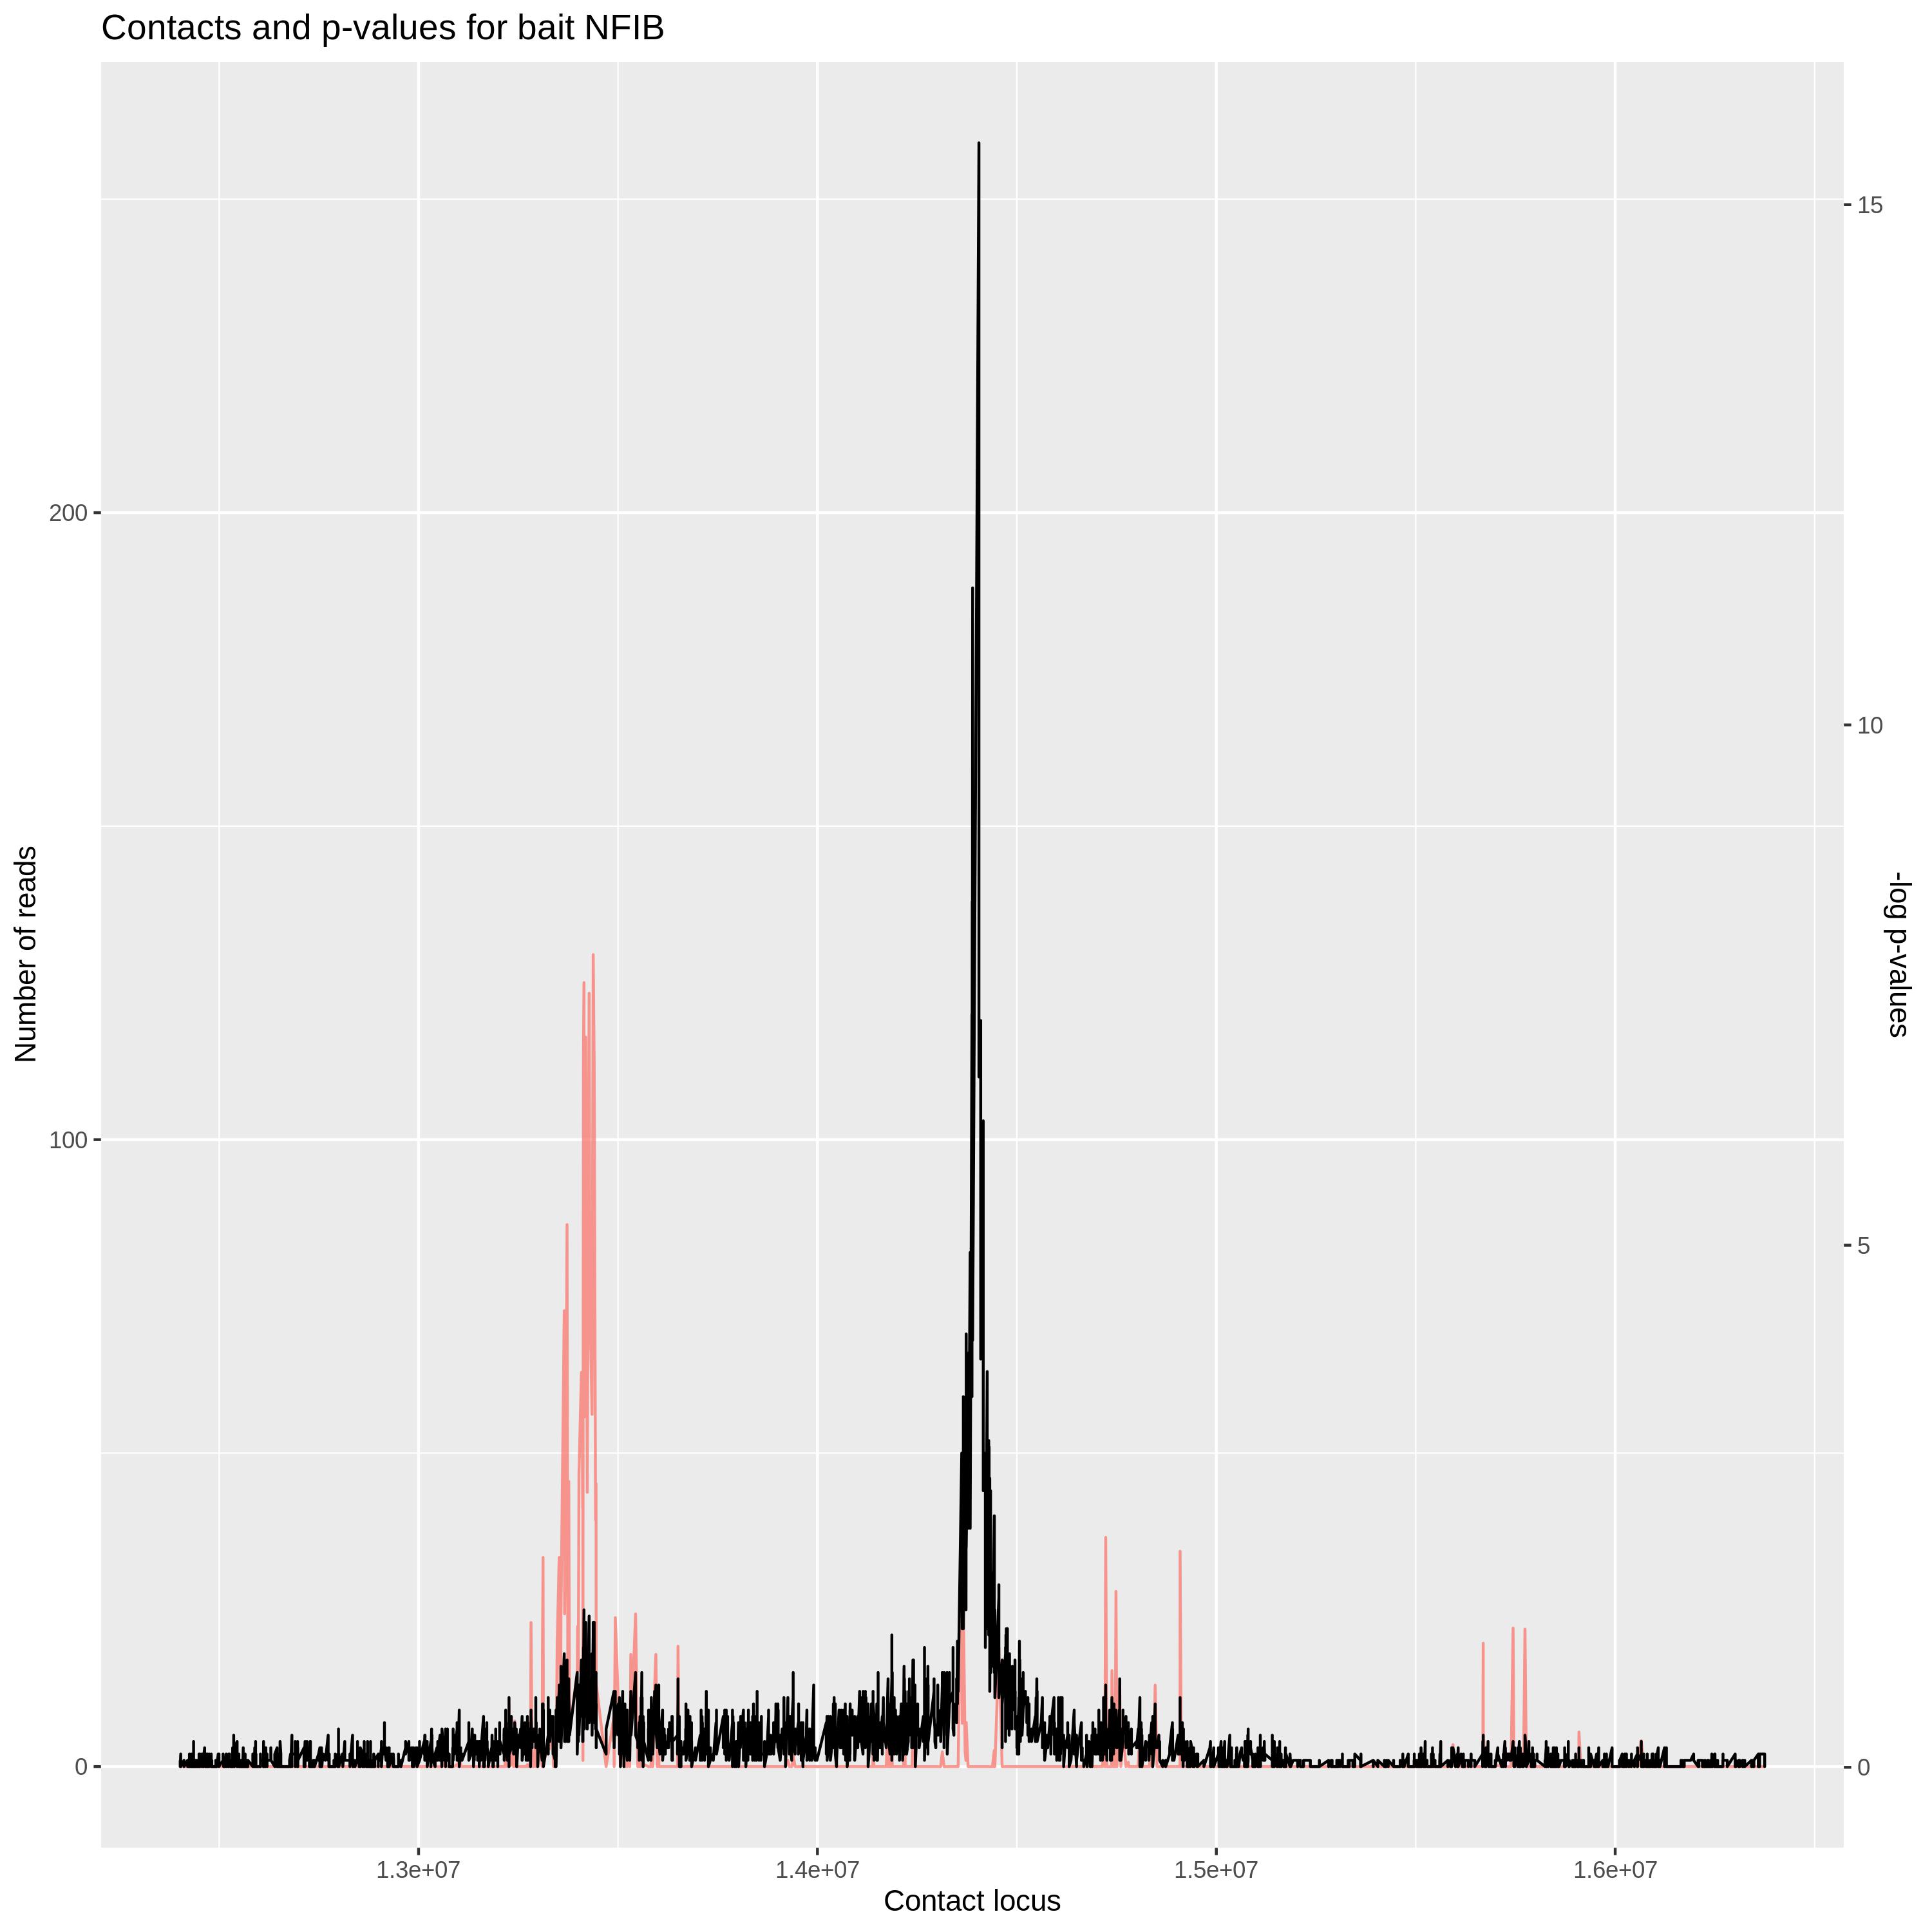 Contacts and p-values for bait NFIB
Number of reads
200
100
0
15
10
5
0
-log p-values
1.3e+07
1.4e+07
1.5e+07
1.6e+07
Contact locus